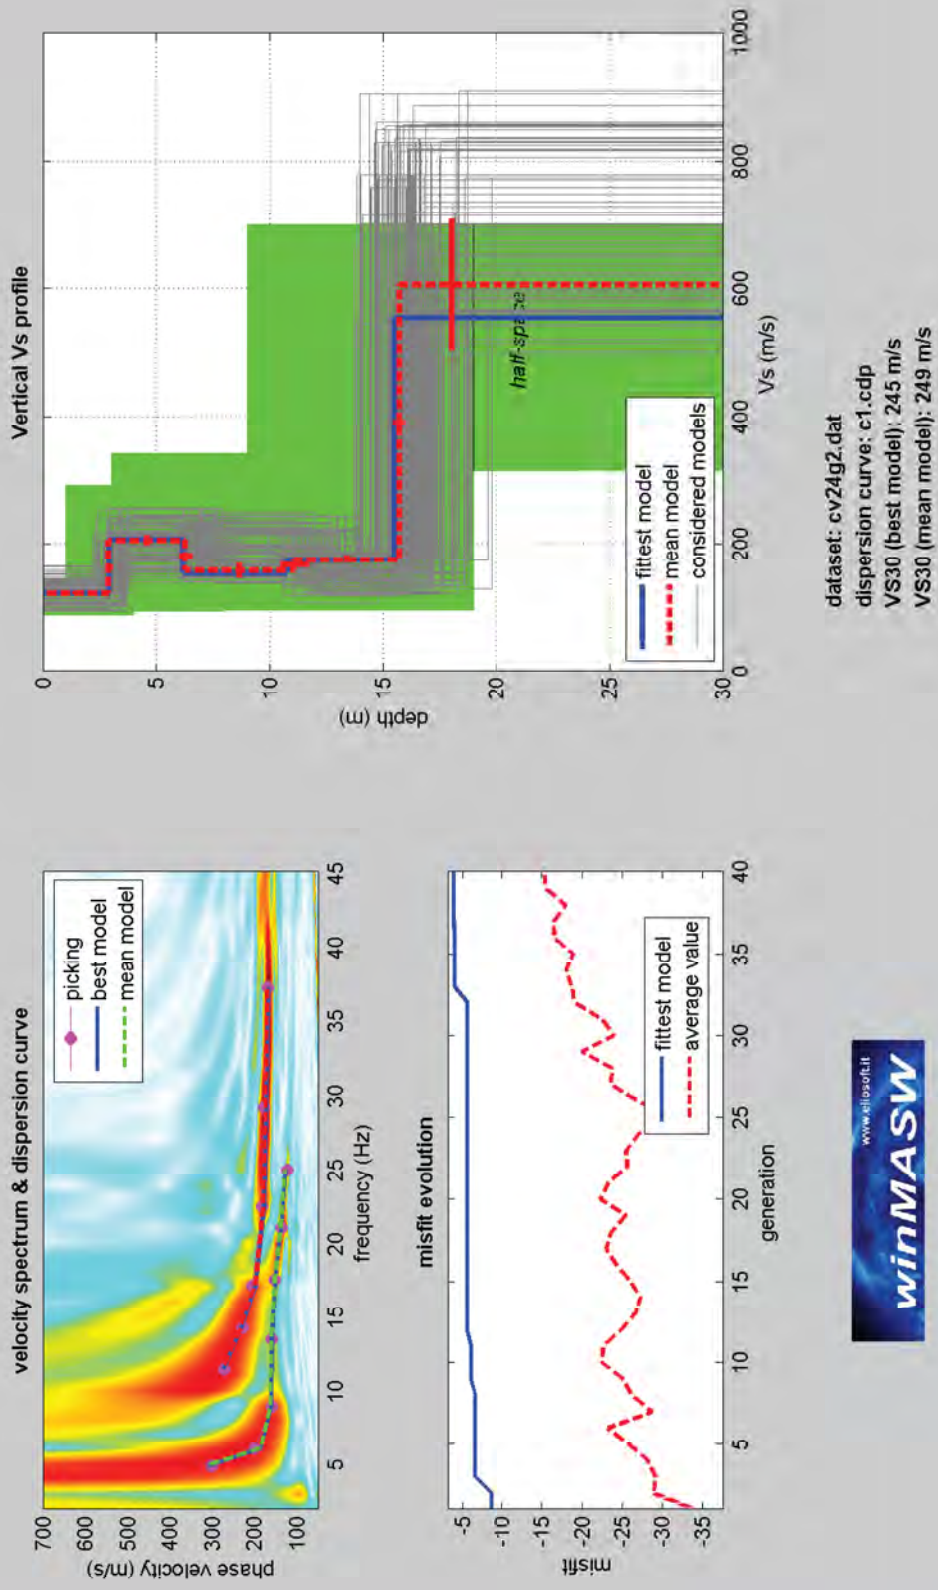 velocity spectrum & dispersion curve
phase velocity (m/s)
700
600
500
400
300
200
100
5
10
15
20
25
30
35
40
45
frequency (Hz)
picking
best model
mean model
misfit evolution
misfit
-5
-10
-15
-20
-25
-30
-35
5
10
15
20
25
30
35
40
generation
fittest model
average value
Vertical Vs profile
depth (m)
0
5
10
15
20
25
30
0
200
400
600
800
1000
Vs (m/s)
half-space
fittest model
mean model
considered models
www.eliosoft.it
winMASW
dataset: cv24g2.dat
dispersion curve: c1.cdp
VS30 (best model): 245 m/s
VS30 (mean model): 249 m/s